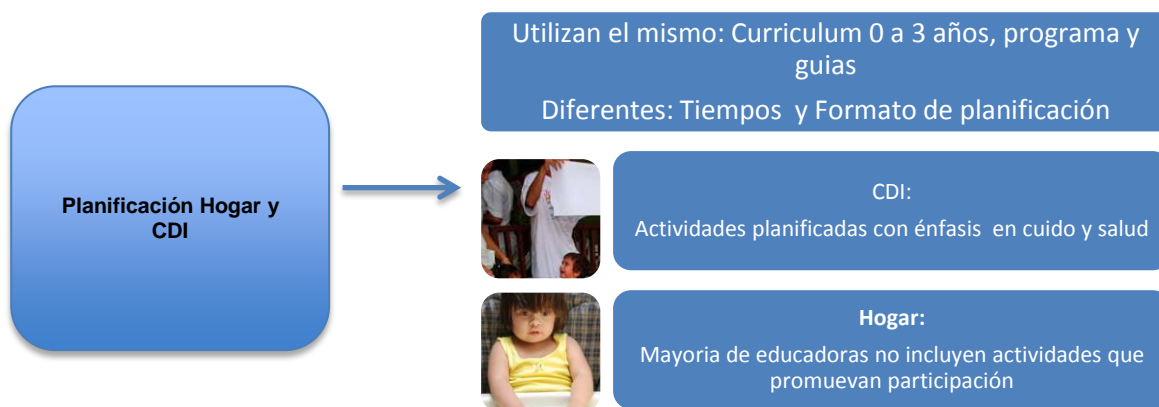 Utilizan el mismo: Curriculum 0 a 3 años, programa y
guias
Diferentes: Tiempos y Formato de planificación
Planificación Hogar y
CDI
CDI:
Actividades planificadas con énfasis en cuido y salud
Hogar:
Mayoria de educadoras no incluyen actividades que
promuevan participación